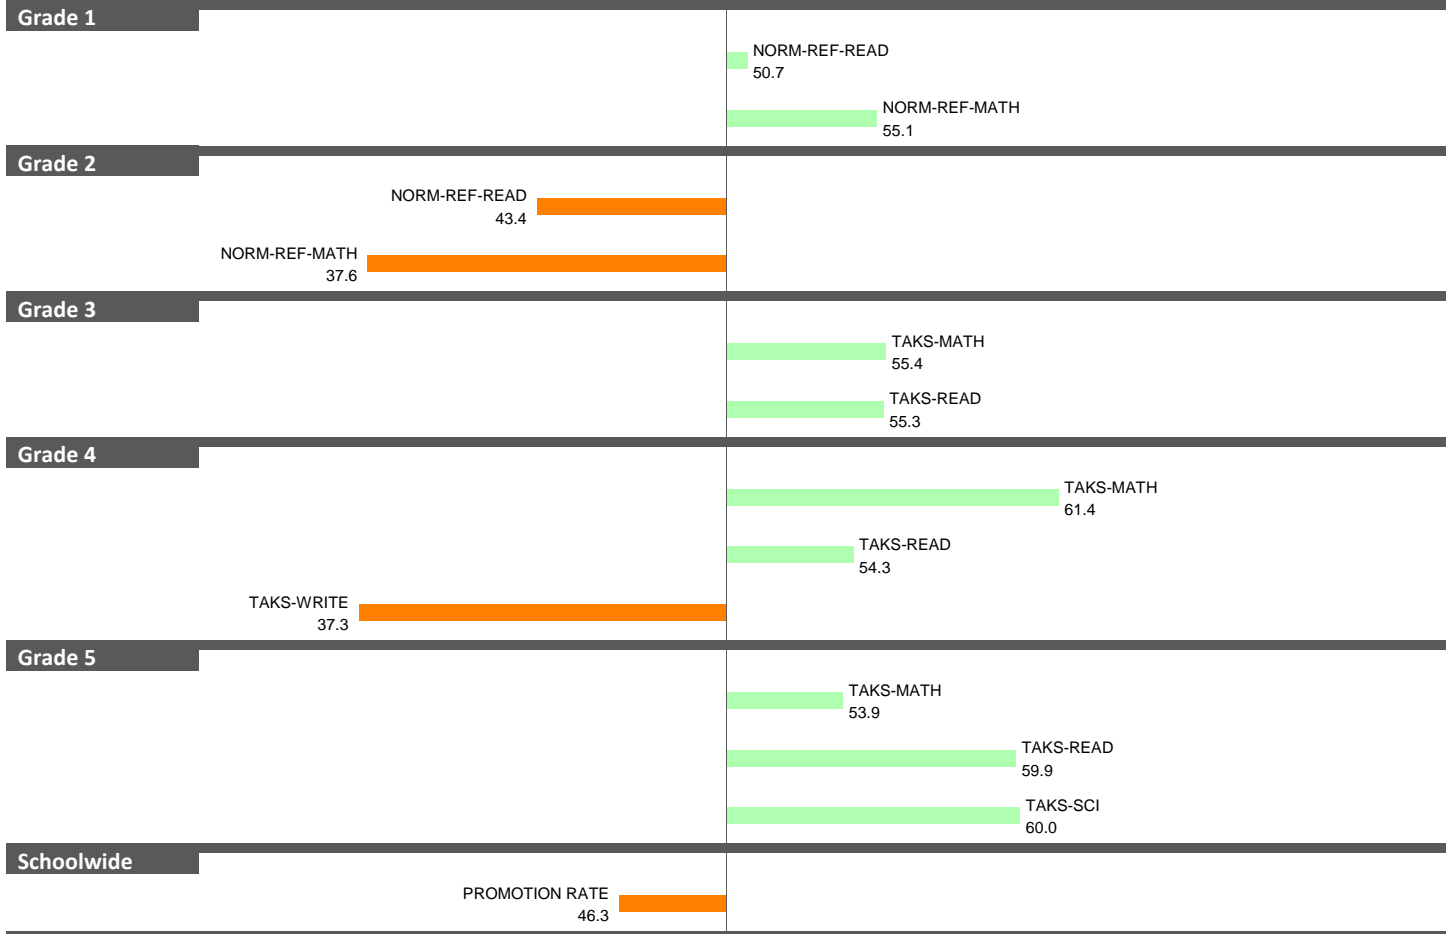 Grade 1
NORM-REF-READ
50.7
NORM-REF-MATH
55.1
Grade 2
NORM-REF-READ
43.4
NORM-REF-MATH
37.6
Grade 3
TAKS-MATH
55.4
TAKS-READ
55.3
Grade 4
TAKS-MATH
61.4
TAKS-READ
54.3
TAKS-WRITE
37.3
Grade 5
TAKS-MATH
53.9
TAKS-READ
59.9
TAKS-SCI
60.0
Schoolwide
PROMOTION RATE
46.3